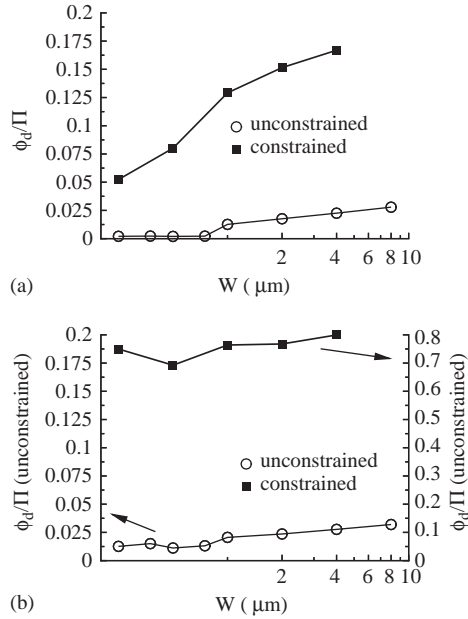 0.2
0.175
0.15
0.125
0.1
0.075
0.05
0.025
0
ϕd/Π
unconstrained
constrained
2 4 6 8 10
(a)
W ( μm)
0.2
0.175
0.15
0.125
0.1
0.075
0.05
0.025
0
ϕd/Π (unconstrained)
0.8
0.7
0.6
0.5
0.4
0.3
0.2
0.1
0
ϕd/Π (unconstrained)
unconstrained
constrained
2 4 6 8 10
(b)
W ( μm)